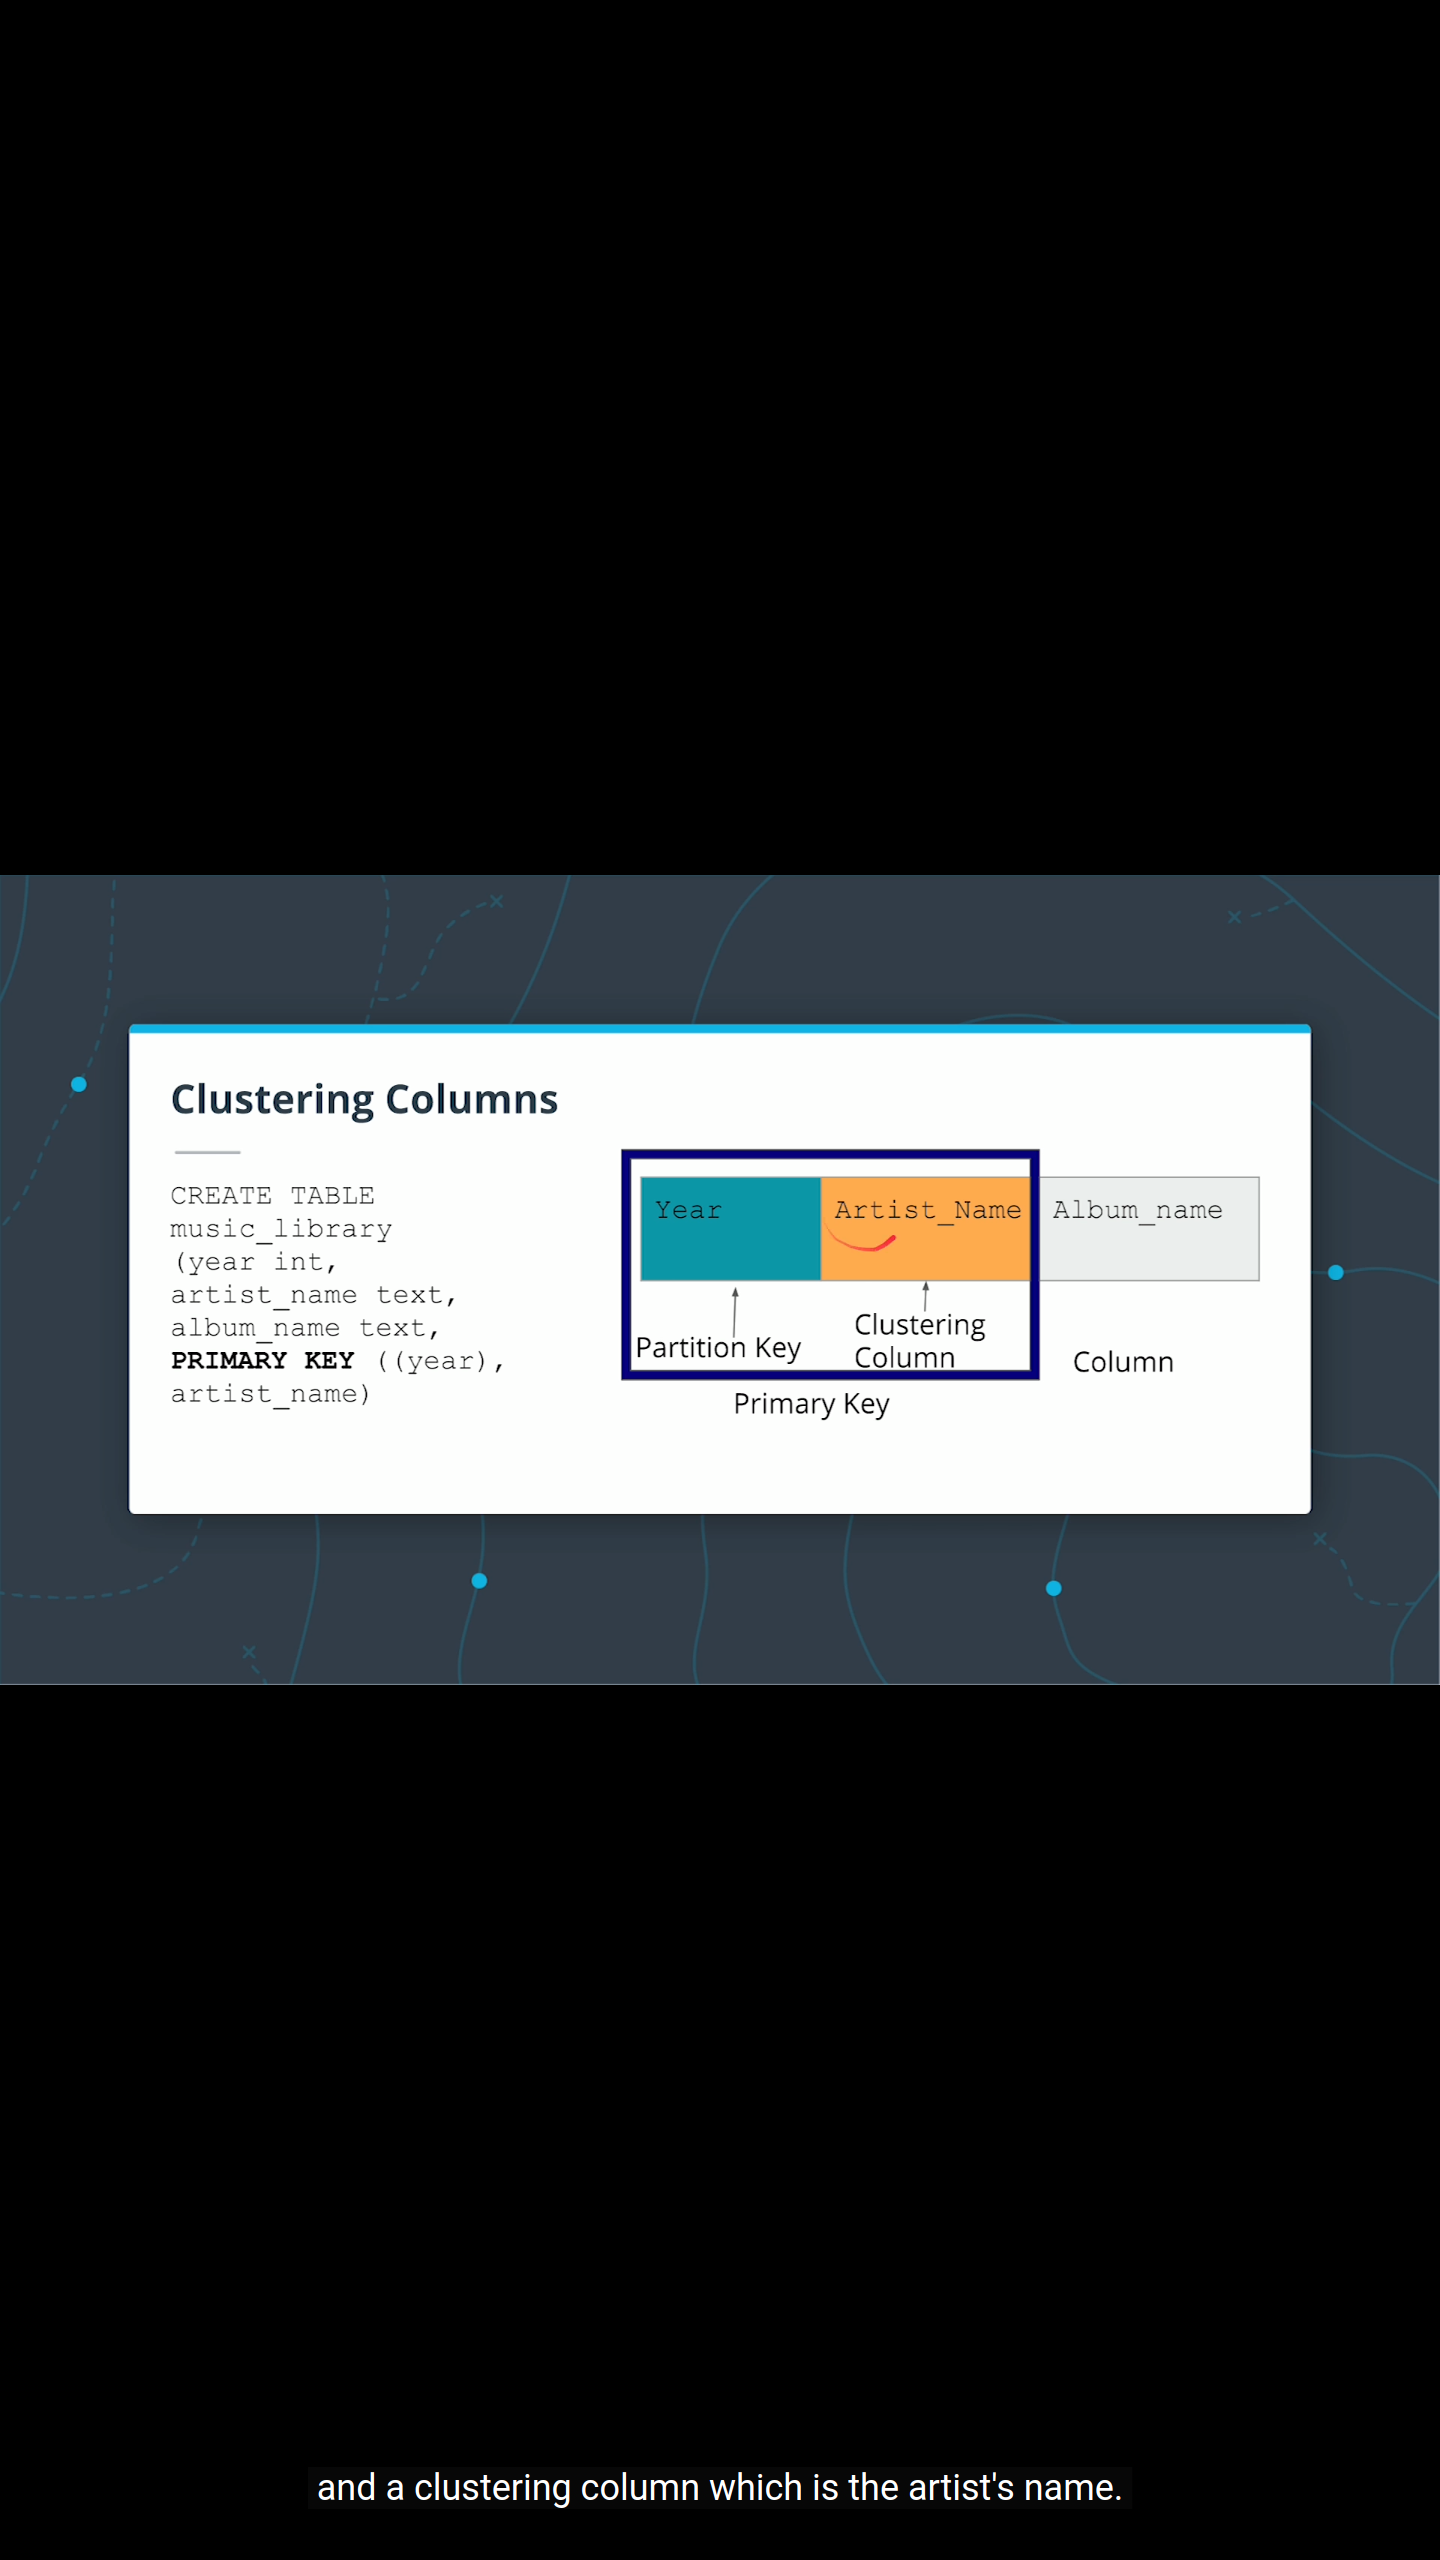 Clustering Columns
CREATE TABLE
music_library
(year int,
artist_name text,
album_name text,
PRIMARY KEY ((year),
artist_name)
Year
Artist_Name
Album_name
Partition Key
Clustering
Column
Column
Primary Key
and a clustering column which is the artist's name.